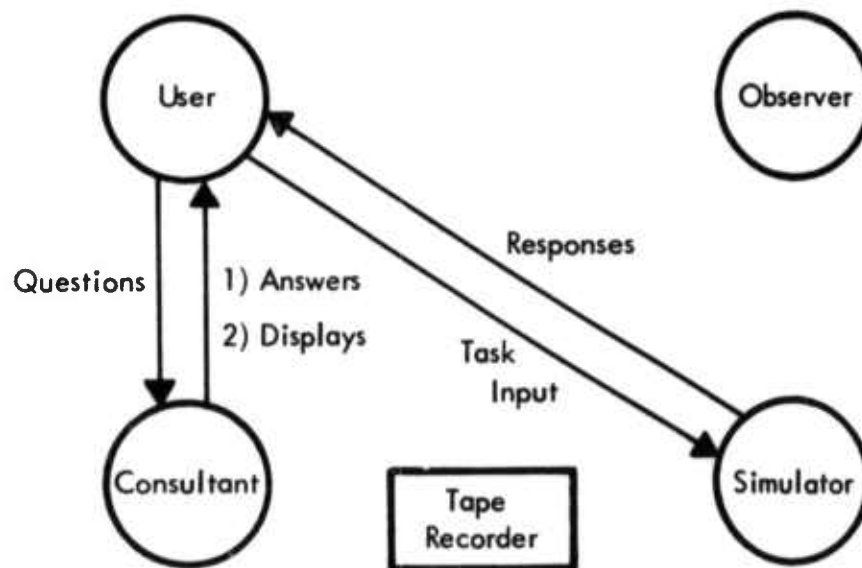 User
Observer
Responses
Questions
1) Answers
2) Displays
Task
Input
Consultant
Tape
Recorder
Simulator